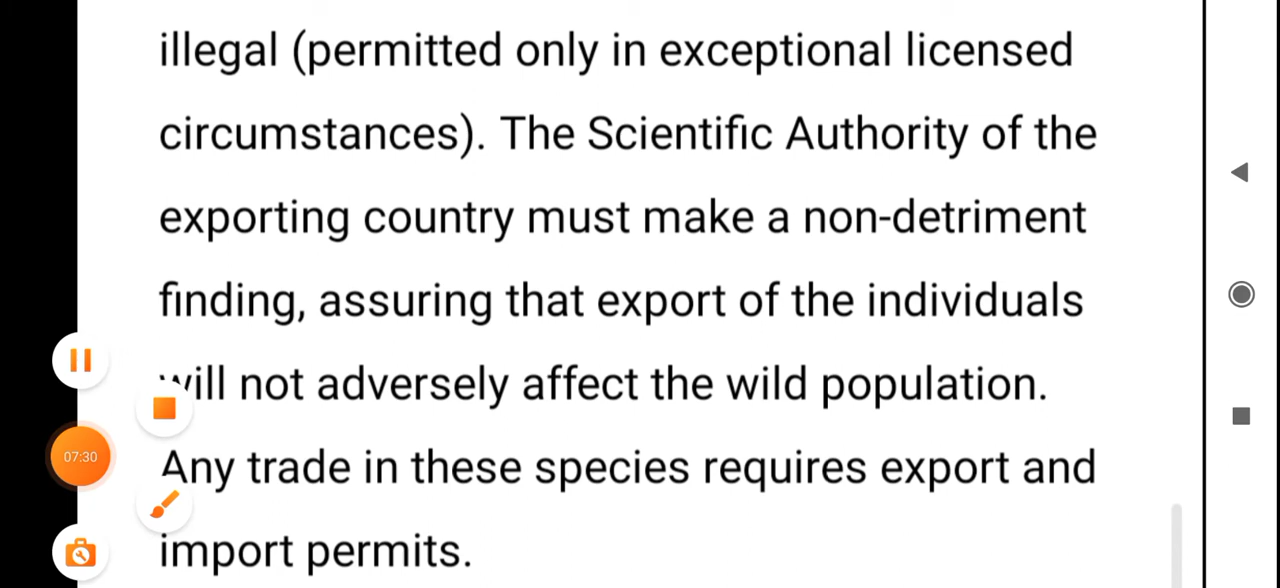 illegal (permitted only in exceptional licensed
circumstances). The Scientific Authority of the
exporting country must make a non-detriment
finding, assuring that export of the individuals
will not adversely affect the wild population.
07:30
Any trade in these species requires export and
import permits.